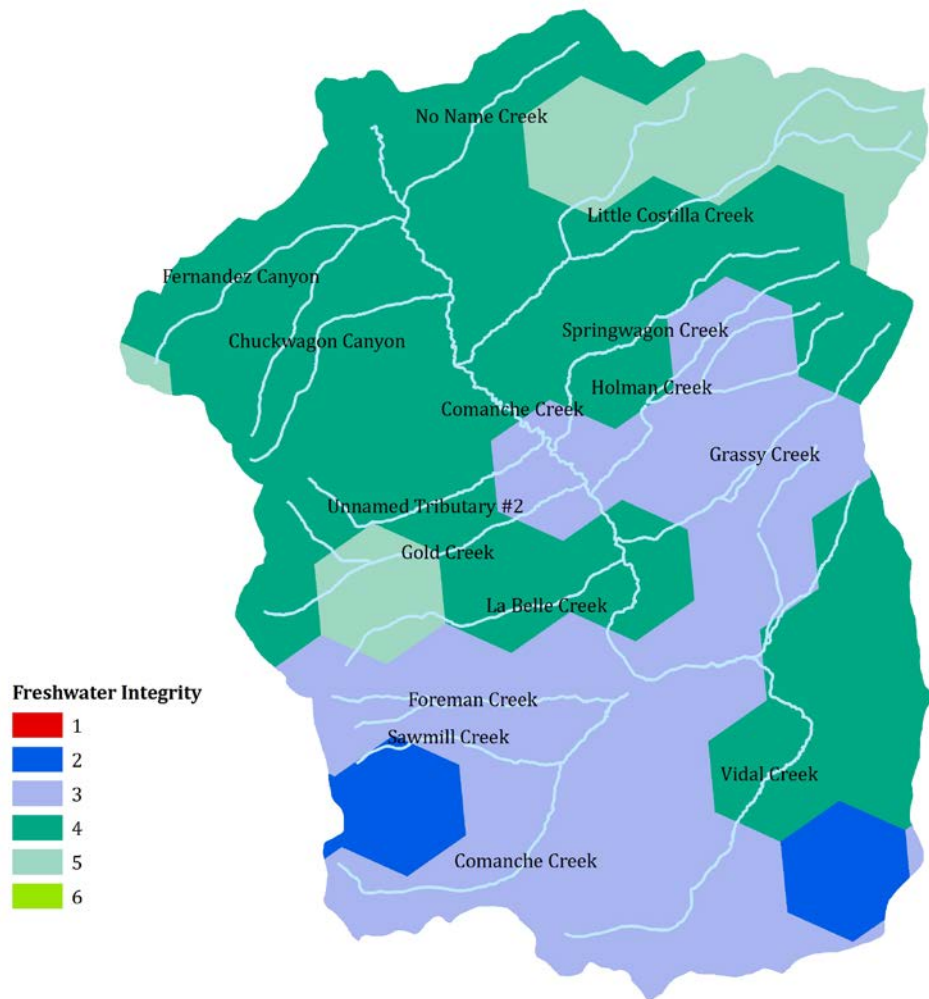 No Name Creek
Little Costilla Creek
Fernandez Canyon
Chuckwagon Canyon
Springwagon Creek
Holman Creek
Comanche Creek
Grassy Creek
Unnamed Tributary #2
Gold Creek
La Belle Creek
Freshwater Integrity
1
2
3
4
5
6
Foreman Creek
Sawmill Creek
Vidal Creek
Comanche Creek